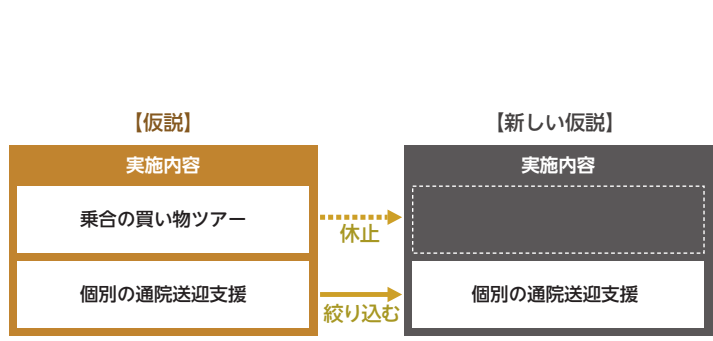 【仮説】
【新しい仮説】
実施内容
実施内容
乗合の買い物ツアー
休止
個別の通院送迎支援
絞り込む
個別の通院送迎支援